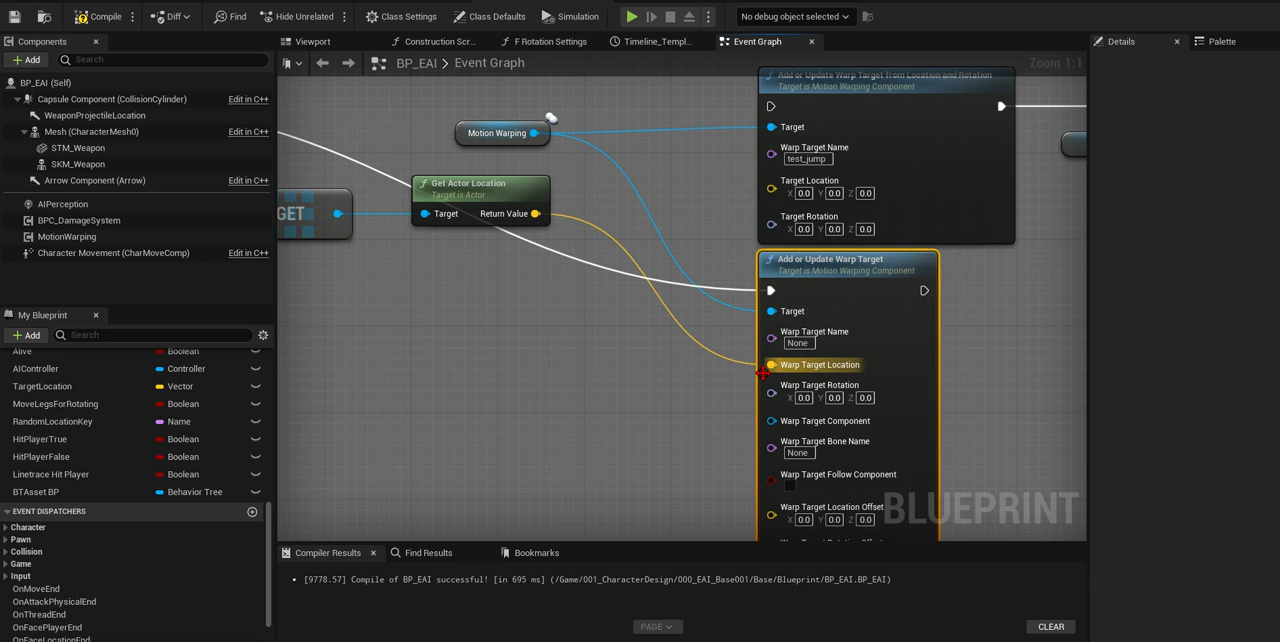 Compile
Diff
Find
Hide Unrelated
Class Settings
Class Defaults
Simulation
No debug object selected
Components
Add
Search
BP_EAI (Self)
Capsule Component (CollisionCylinder)
Edit in C++
WeaponProjectileLocation
Mesh (CharacterMesh0)
Edit in C++
STM_Weapon
SKM_Weapon
Arrow Component (Arrow)
Edit in C++
AIPerception
BPC_DamageSystem
MotionWarping
Character Movement (CharMoveComp)
Edit in C++
My Blueprint
Add
Search
Alive Boolean
AIController Controller
TargetLocation Vector
MoveLegsForRotating Boolean
RandomLocationKey Name
HitPlayerTrue Boolean
HitPlayerFalse Boolean
Linetrace Hit Player Boolean
BTAsset BP Behavior Tree
EVENT DISPATCHERS
Character
Pawn
Collision
Game
Input
OnMoveEnd
OnAttackPhysicalEnd
OnThreadEnd
OnFacePlayerEnd
OnFaceLocationEnd
Viewport
Construction Scr...
F Rotation Settings
Timeline_Templ...
Event Graph
BP_EAI > Event Graph
Zoom 1:1
Motion Warping
GET
Get Actor Location
Target is Actor
Target Return Value
Add or Update Warp Target from Location and Rotation
Target is Motion Warping Component
Target
Warp Target Name
test_jump
Target Location
X 0.0 Y 0.0 Z 0.0
Target Rotation
X 0.0 Y 0.0 Z 0.0
Add or Update Warp Target
Target is Motion Warping Component
Target
Warp Target Name
None
Warp Target Location
Warp Target Rotation
X 0.0 Y 0.0 Z 0.0
Warp Target Component
Warp Target Bone Name
None
Warp Target Follow Component
Warp Target Location Offset
X 0.0 Y 0.0 Z 0.0
Warp Target Rotation Offset
BLUEPRINT
Compiler Results
Find Results
Bookmarks
[9778.57] Compile of BP_EAI successful! [in 695 ms] (/Game/001_CharacterDesign/000_EAI_Base001/Base/Blueprint/BP_EAI.BP_EAI)
PAGE
CLEAR
Details
Palette